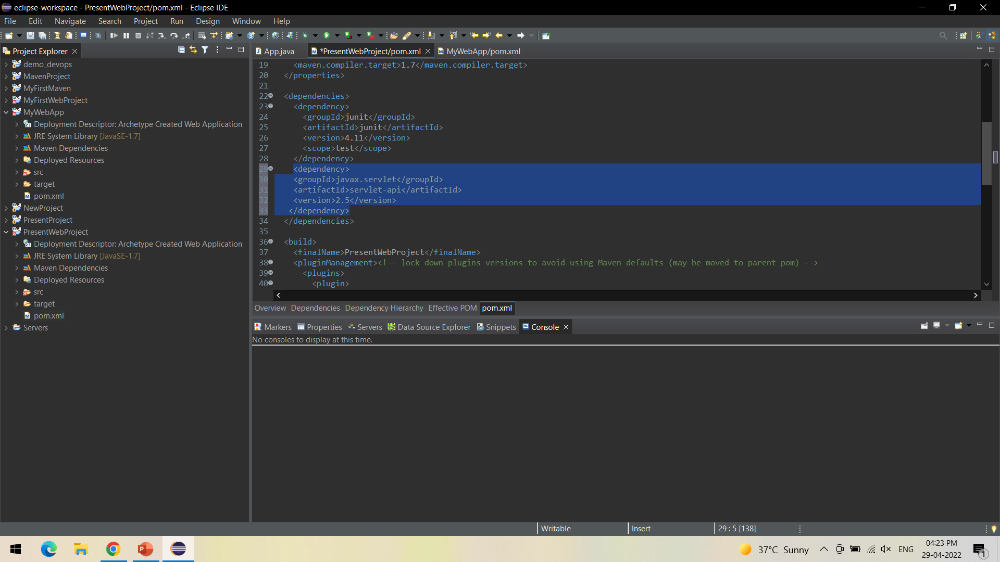 eclipse-workspace - PresentWebProject/pom.xml - Eclipse IDE
File Edit Navigate Search Project Run Design Window Help
Project Explorer
demo_devops
MavenProject
MyFirstMaven
MyFirstWebProject
MyWebApp
Deployment Descriptor: Archetype Created Web Application
JRE System Library [JavaSE-1.7]
Maven Dependencies
Deployed Resources
src
target
pom.xml
NewProject
PresentProject
PresentWebProject
Deployment Descriptor: Archetype Created Web Application
JRE System Library [JavaSE-1.7]
Maven Dependencies
Deployed Resources
src
target
pom.xml
Servers
App.java *PresentWebProject/pom.xml MyWebApp/pom.xml
19 <maven.compiler.target>1.7</maven.compiler.target>
20 </properties>
21
22 <dependencies>
23 <dependency>
24 <groupId>junit</groupId>
25 <artifactId>junit</artifactId>
26 <version>4.11</version>
27 <scope>test</scope>
28 </dependency>
29 <dependency>
30 <groupId>javax.servlet</groupId>
31 <artifactId>servlet-api</artifactId>
32 <version>2.5</version>
33 </dependency>
34 </dependencies>
35
36 <build>
37 <finalName>PresentWebProject</finalName>
38 <pluginManagement><!-- lock down plugins versions to avoid using Maven defaults (may be moved to parent pom) -->
39 <plugins>
40 <plugin>
Overview Dependencies Dependency Hierarchy Effective POM pom.xml
Markers Properties Servers Data Source Explorer Snippets Console
No consoles to display at this time.
Writable Insert 29 : 5 [138]
37°C Sunny ENG 04:23 PM
29-04-2022
1